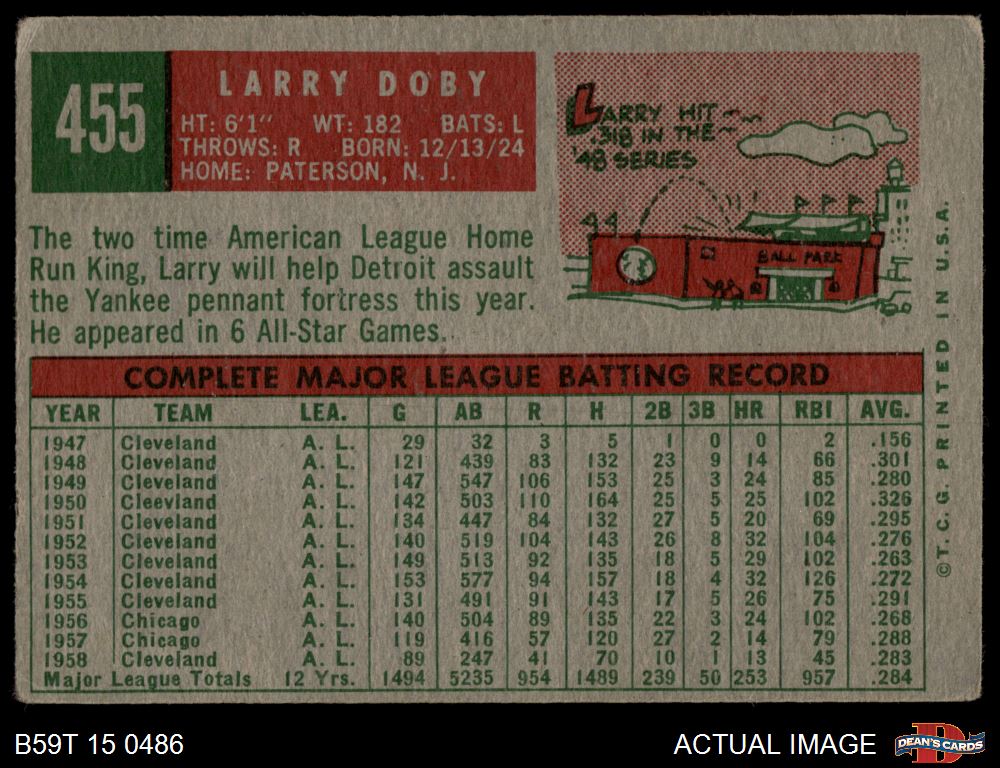 455
LARRY DOBY
HT: 6'1" WT: 182 BATS: L
THROWS: R BORN: 12/13/24
HOME: PATERSON, N. J.
LARRY HIT
.318 IN THE
'48 SERIES
44
BALL PARK
The two time American League Home
Run King, Larry will help Detroit assault
the Yankee pennant fortress this year.
He appeared in 6 All-Star Games.
COMPLETE MAJOR LEAGUE BATTING RECORD
YEAR TEAM LEA. G AB R H 2B 3B HR RBI AVG.
1947 Cleveland A. L. 29 32 3 5 1 0 0 2 .156
1948 Cleveland A. L. 121 439 83 132 23 9 14 66 .301
1949 Cleveland A. L. 147 547 106 153 25 3 24 85 .280
1950 Cleevland A. L. 142 503 110 164 25 5 25 102 .326
1951 Cleveland A. L. 134 447 84 132 27 5 20 69 .295
1952 Cleveland A. L. 140 519 104 143 26 8 32 104 .276
1953 Cleveland A. L. 149 513 92 135 18 5 29 102 .263
1954 Cleveland A. L. 153 577 94 157 18 4 32 126 .272
1955 Cleveland A. L. 131 491 91 143 17 5 26 75 .291
1956 Chicago A. L. 140 504 89 135 22 3 24 102 .268
1957 Chicago A. L. 119 416 57 120 27 2 14 79 .288
1958 Cleveland A. L. 89 247 41 70 10 1 13 45 .283
Major League Totals 12 Yrs. 1494 5235 954 1489 239 50 253 957 .284
©T. C. G. PRINTED IN U.S.A.
B59T 15 0486
ACTUAL IMAGE
D
DEAN'S CARDS